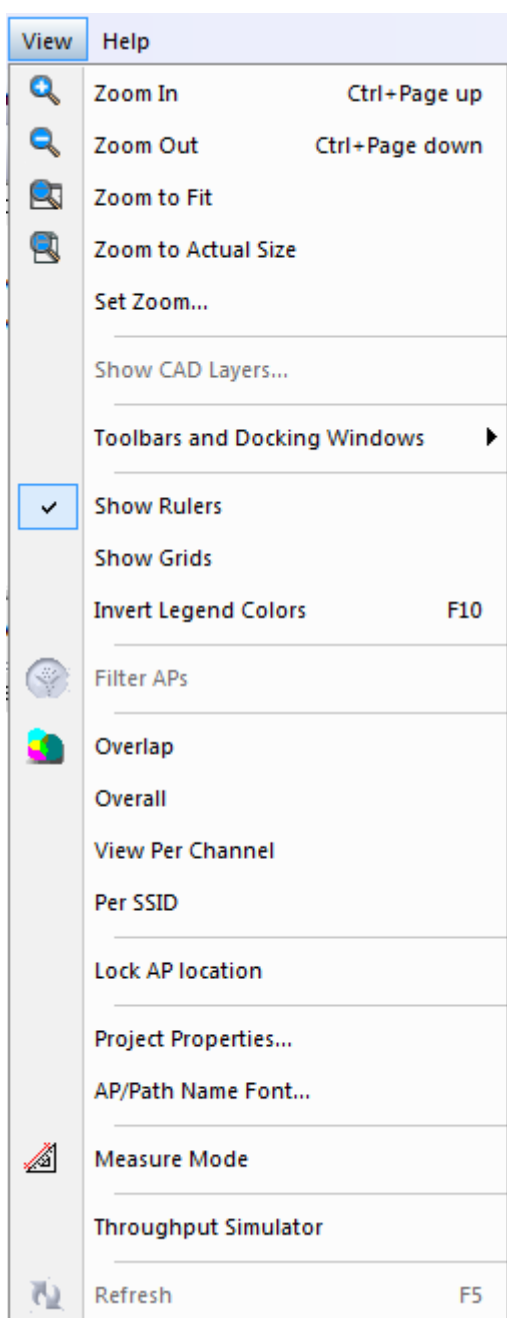 View Help
Zoom In Ctrl+Page up
Zoom Out Ctrl+Page down
Zoom to Fit
Zoom to Actual Size
Set Zoom...
Show CAD Layers...
Toolbars and Docking Windows
Show Rulers
Show Grids
Invert Legend Colors F10
Filter APs
Overlap
Overall
View Per Channel
Per SSID
Lock AP location
Project Properties...
AP/Path Name Font...
Measure Mode
Throughput Simulator
Refresh F5